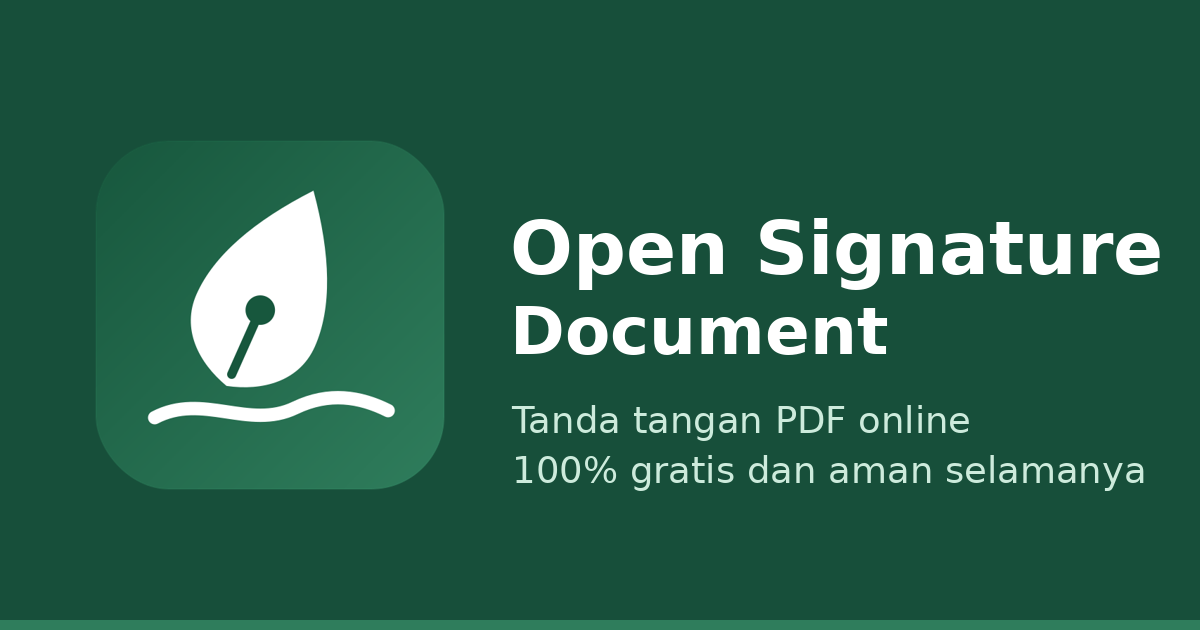 Open Signature
Document
Tanda tangan PDF online
100% gratis dan aman selamanya